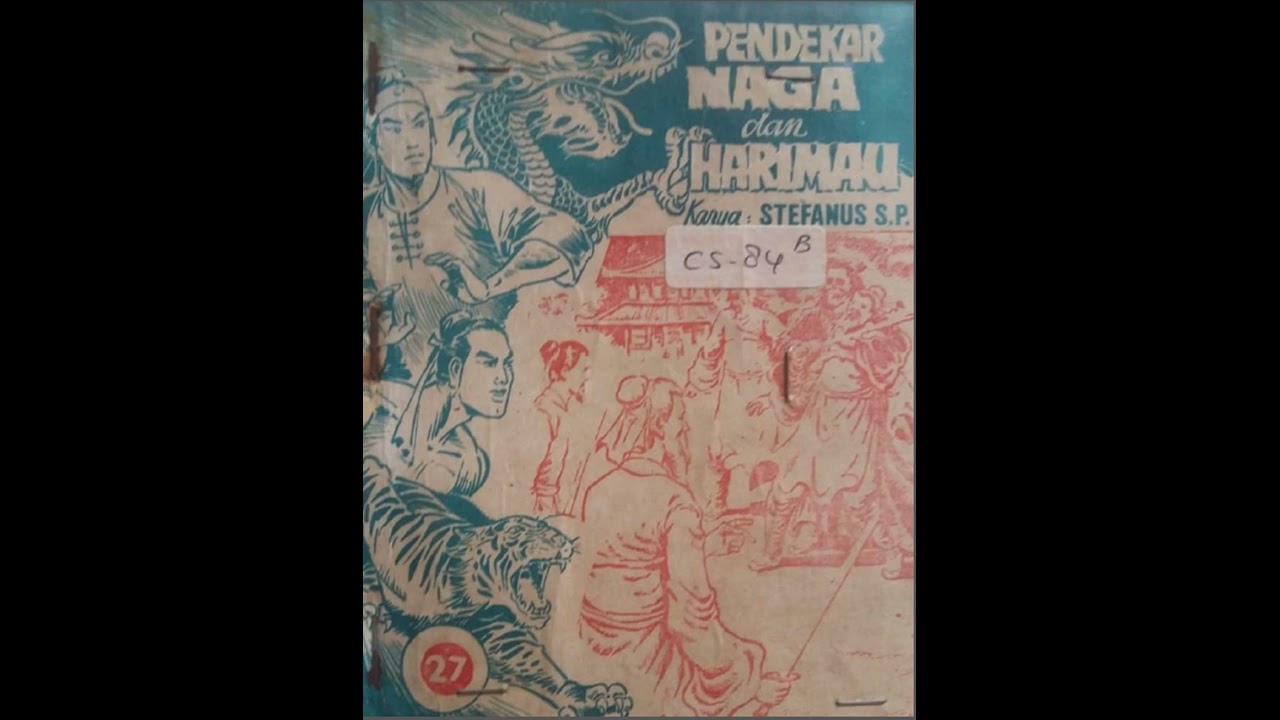 PENDEKAR
NAGA
dan
HARIMAU
Karya: STEFANUS S.P.
CS-84 B
27